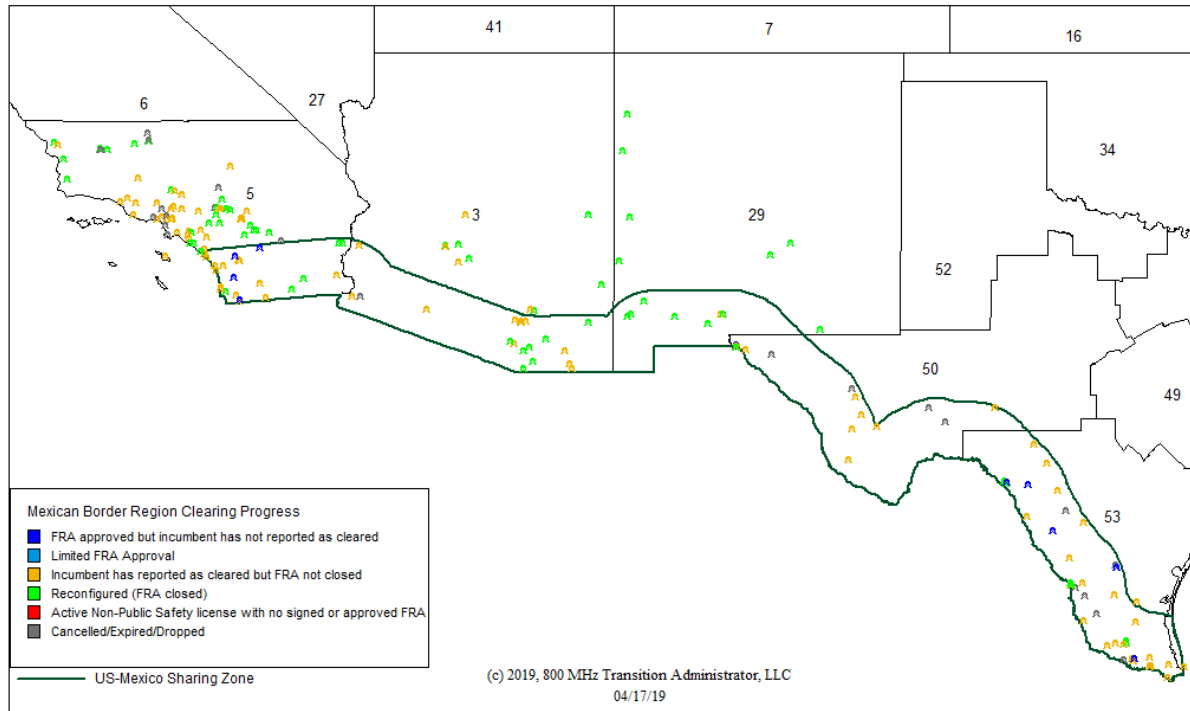 41
7
16
6
27
34
5
3
29
52
50
49
53
Mexican Border Region Clearing Progress
FRA approved but incumbent has not reported as cleared
Limited FRA Approval
Incumbent has reported as cleared but FRA not closed
Reconfigured (FRA closed)
Active Non-Public Safety license with no signed or approved FRA
Cancelled/Expired/Dropped
US-Mexico Sharing Zone
(c) 2019, 800 MHz Transition Administrator, LLC
04/17/19